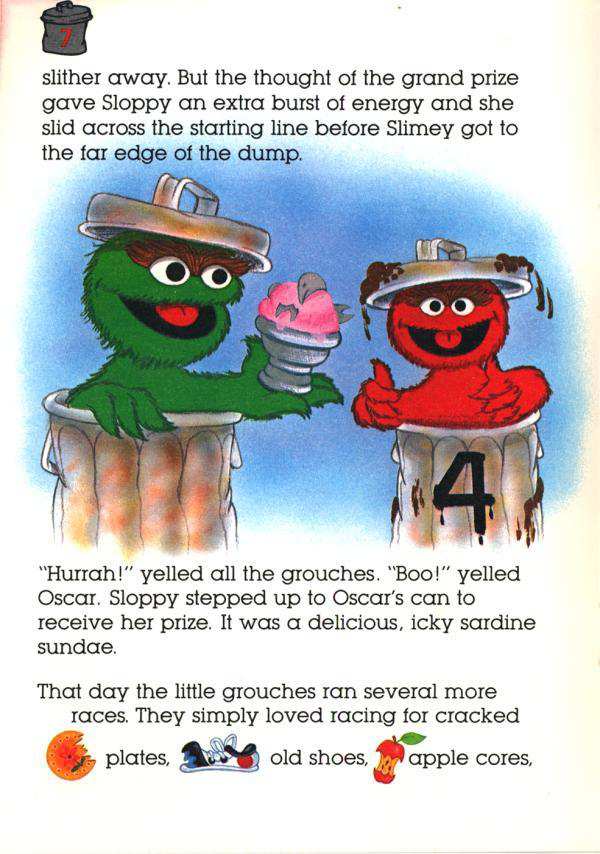 7
slither away. But the thought of the grand prize
gave Sloppy an extra burst of energy and she
slid across the starting line before Slimey got to
the far edge of the dump.
4
"Hurrah!" yelled all the grouches. "Boo!" yelled
Oscar. Sloppy stepped up to Oscar's can to
receive her prize. It was a delicious, icky sardine
sundae.
That day the little grouches ran several more
races. They simply loved racing for cracked
plates, old shoes, apple cores,